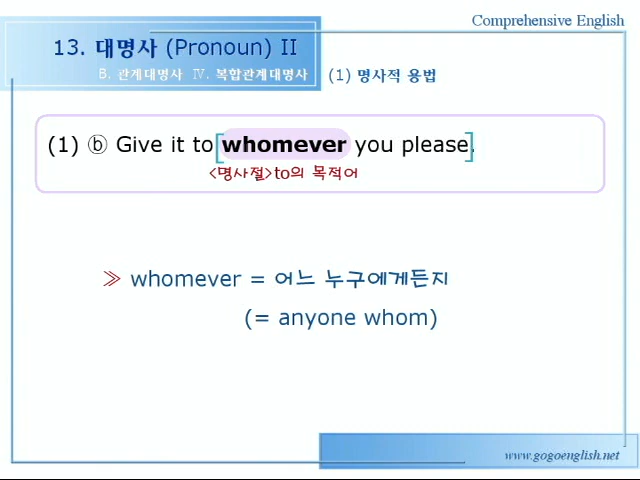 Comprehensive English
13. 대명사 (Pronoun) II
B. 관계대명사 Ⅳ. 복합관계대명사 (1) 명사적 용법
(1) ⓑ Give it to [whomever you please.]
<명사절>to의 목적어
≫ whomever = 어느 누구에게든지
(= anyone whom)
www.gogoenglish.net